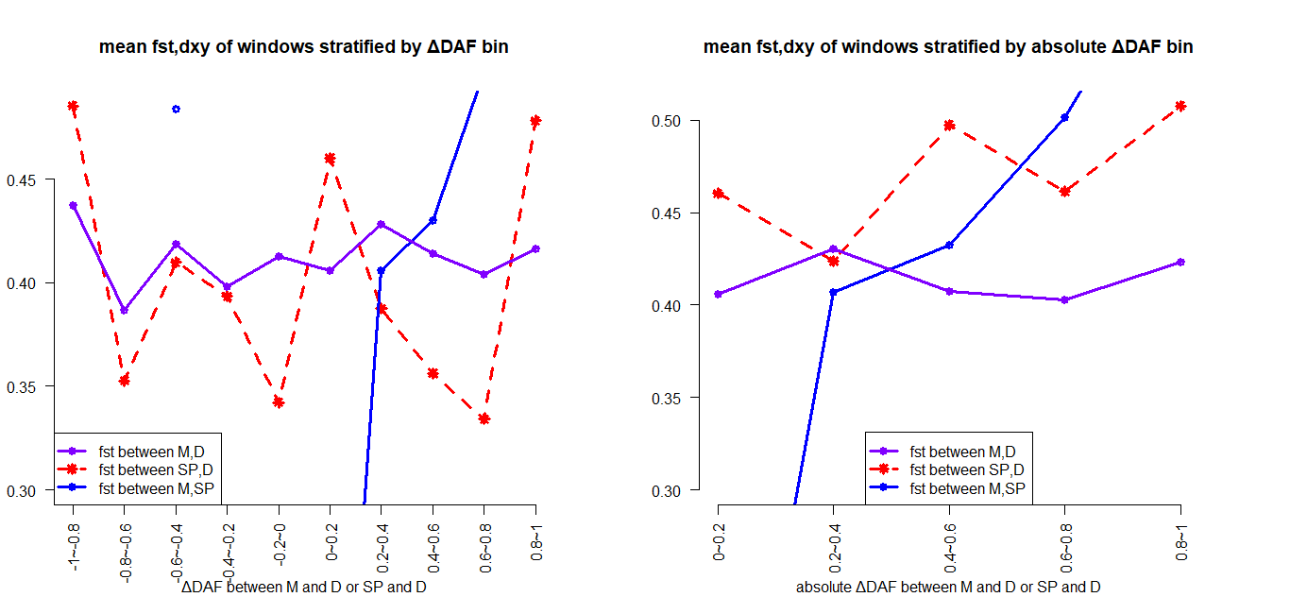 mean fst,dxy of windows stratified by ΔDAF bin
0.45
0.40
0.35
0.30
fst between M,D
fst between SP,D
fst between M,SP
-1~-0.8
-0.8~-0.6
-0.6~-0.4
-0.4~-0.2
-0.2~0
0~0.2
0.2~0.4
0.4~0.6
0.6~0.8
0.8~1
ΔDAF between M and D or SP and D
mean fst,dxy of windows stratified by absolute ΔDAF bin
0.50
0.45
0.40
0.35
0.30
fst between M,D
fst between SP,D
fst between M,SP
0~0.2
0.2~0.4
0.4~0.6
0.6~0.8
0.8~1
absolute ΔDAF between M and D or SP and D